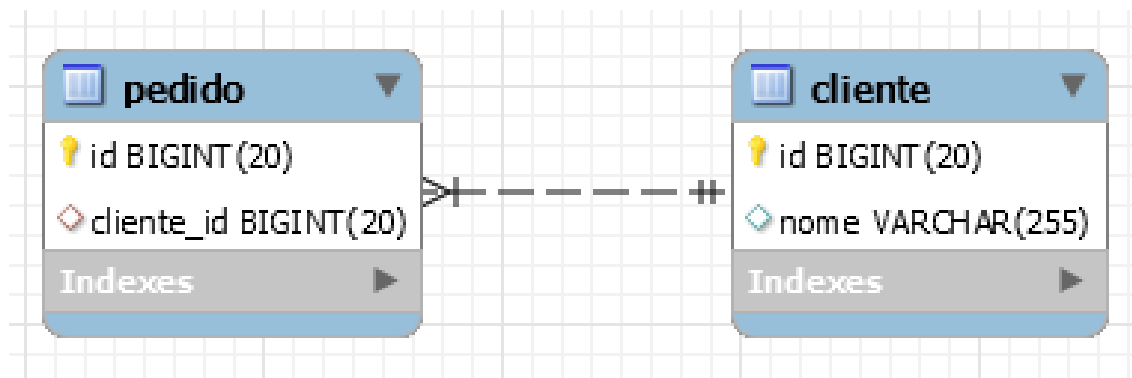 pedido
id BIGINT(20)
cliente_id BIGINT(20)
Indexes
cliente
id BIGINT(20)
nome VARCHAR(255)
Indexes